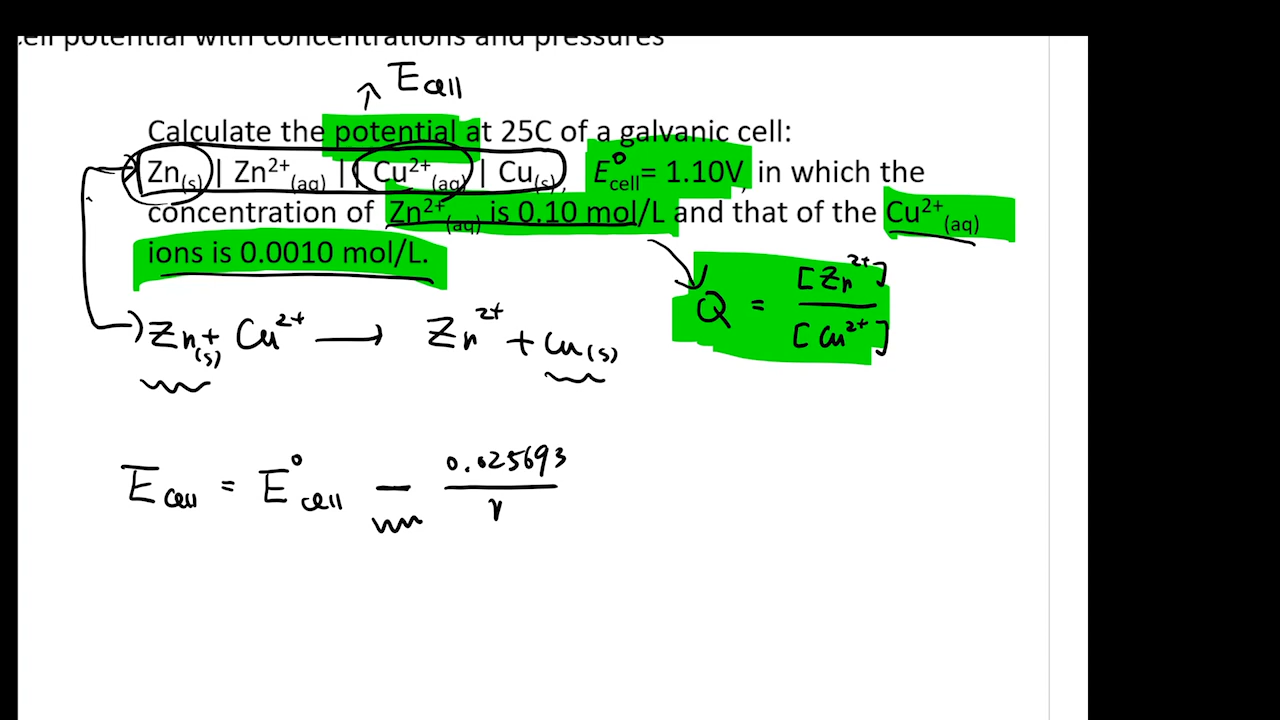 cell potential with concentrations and pressures
E cell
Calculate the potential at 25C of a galvanic cell:
Zn(s) | Zn2+(aq) || Cu2+(aq) | Cu(s), E°cell = 1.10V, in which the
concentration of Zn2+(aq) is 0.10 mol/L and that of the Cu2+(aq)
ions is 0.0010 mol/L.
Q = [Zn2+] / [Cu2+]
Zn(s) + Cu2+ → Zn2+ + Cu(s)
E cell = E° cell − 0.025693 / ν